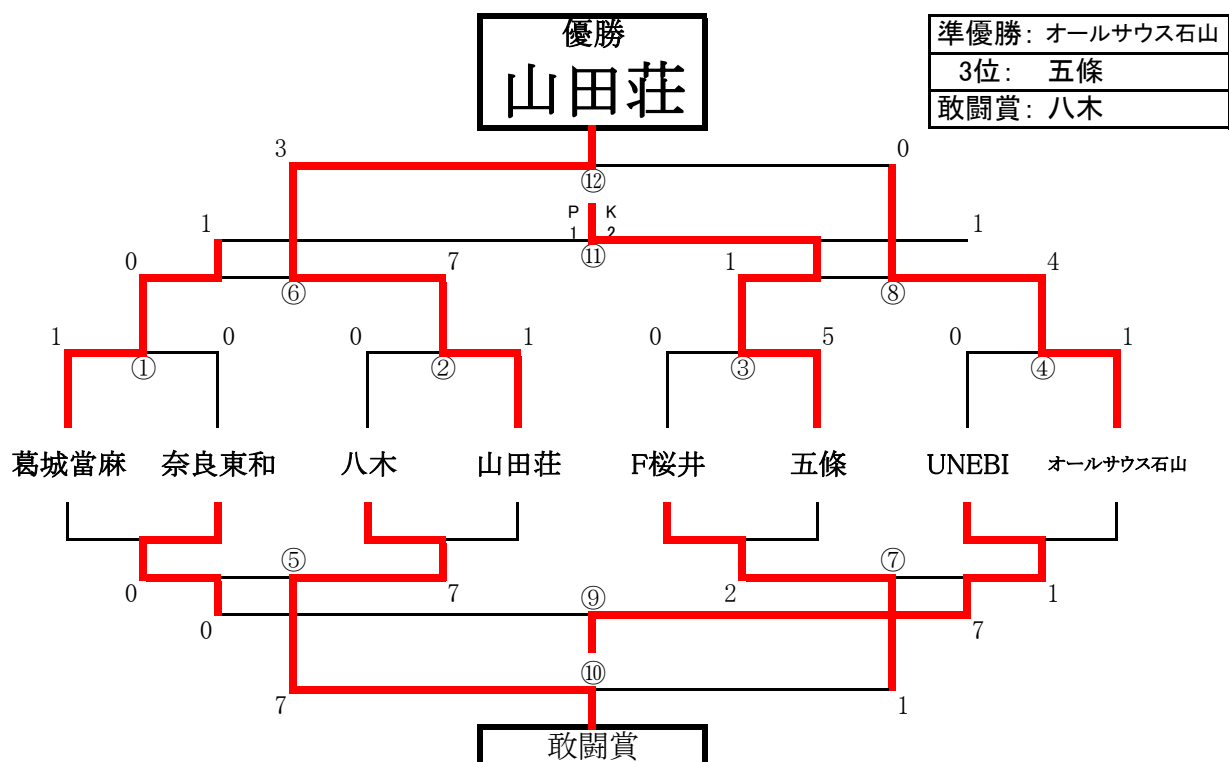 優勝
山田荘
準優勝: オールサウス石山
3位: 五條
敢闘賞: 八木
3 0
⑫
P K
1 1 2 1
⑪
0 7 1 4
⑥ ⑧
1 0 0 1 0 5 0 1
① ② ③ ④
葛城當麻 奈良東和 八木 山田荘 F桜井 五條 UNEBI オールサウス石山
⑤ ⑦
0 7 2 1
⑨
0 7
⑩
7 1
敢闘賞